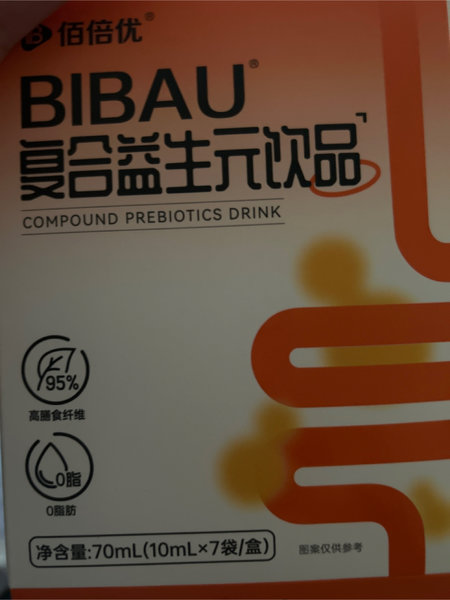 佰倍优
BIBAU®
复合益生元饮品
COMPOUND PREBIOTICS DRINK
95%
高膳食纤维
0脂
0脂肪
净含量:70mL(10mL×7袋/盒)
图案仅供参考